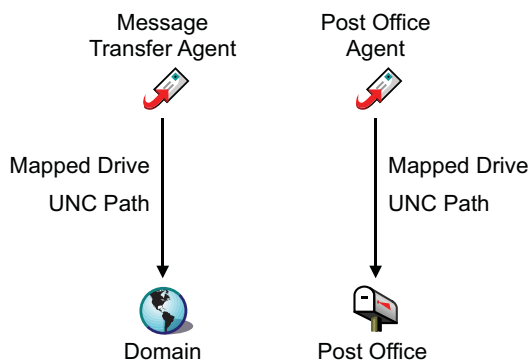 Message
Transfer Agent
Post Office
Agent
Mapped Drive
UNC Path
Mapped Drive
UNC Path
Domain
Post Office